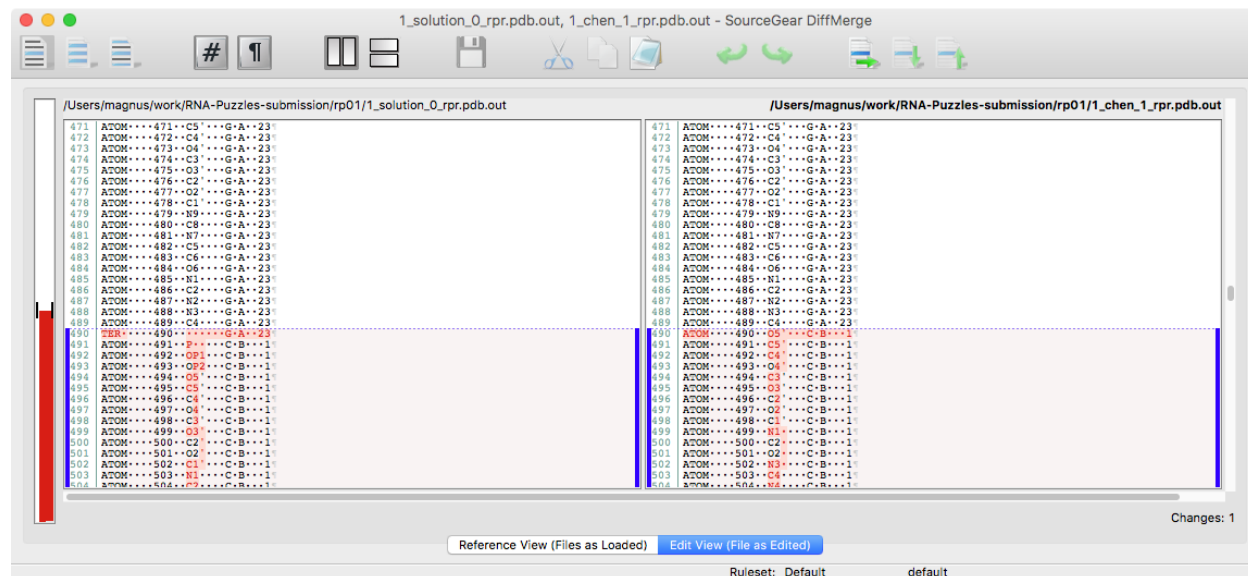 1_solution_0_rpr.pdb.out, 1_chen_1_rpr.pdb.out - SourceGear DiffMerge
# ¶
/Users/magnus/work/RNA-Puzzles-submission/rp01/1_solution_0_rpr.pdb.out
471 ATOM····471··C5'···G·A··23¶
472 ATOM····472··C4'···G·A··23¶
473 ATOM····473··O4'···G·A··23¶
474 ATOM····474··C3'···G·A··23¶
475 ATOM····475··O3'···G·A··23¶
476 ATOM····476··C2'···G·A··23¶
477 ATOM····477··O2'···G·A··23¶
478 ATOM····478··C1'···G·A··23¶
479 ATOM····479··N9····G·A··23¶
480 ATOM····480··C8····G·A··23¶
481 ATOM····481··N7····G·A··23¶
482 ATOM····482··C5····G·A··23¶
483 ATOM····483··C6····G·A··23¶
484 ATOM····484··O6····G·A··23¶
485 ATOM····485··N1····G·A··23¶
486 ATOM····486··C2····G·A··23¶
487 ATOM····487··N2····G·A··23¶
488 ATOM····488··N3····G·A··23¶
489 ATOM····489··C4····G·A··23¶
490 TER·····490········G·A··23¶
491 ATOM····491··P·····C·B···1¶
492 ATOM····492··OP1···C·B···1¶
493 ATOM····493··OP2···C·B···1¶
494 ATOM····494··O5'···C·B···1¶
495 ATOM····495··C5'···C·B···1¶
496 ATOM····496··C4'···C·B···1¶
497 ATOM····497··O4'···C·B···1¶
498 ATOM····498··C3'···C·B···1¶
499 ATOM····499··O3'···C·B···1¶
500 ATOM····500··C2'···C·B···1¶
501 ATOM····501··O2'···C·B···1¶
502 ATOM····502··C1'···C·B···1¶
503 ATOM····503··N1····C·B···1¶
504 ATOM····504··C2····C·B···1¶
/Users/magnus/work/RNA-Puzzles-submission/rp01/1_chen_1_rpr.pdb.out
471 ATOM····471··C5'···G·A··23¶
472 ATOM····472··C4'···G·A··23¶
473 ATOM····473··O4'···G·A··23¶
474 ATOM····474··C3'···G·A··23¶
475 ATOM····475··O3'···G·A··23¶
476 ATOM····476··C2'···G·A··23¶
477 ATOM····477··O2'···G·A··23¶
478 ATOM····478··C1'···G·A··23¶
479 ATOM····479··N9····G·A··23¶
480 ATOM····480··C8····G·A··23¶
481 ATOM····481··N7····G·A··23¶
482 ATOM····482··C5····G·A··23¶
483 ATOM····483··C6····G·A··23¶
484 ATOM····484··O6····G·A··23¶
485 ATOM····485··N1····G·A··23¶
486 ATOM····486··C2····G·A··23¶
487 ATOM····487··N2····G·A··23¶
488 ATOM····488··N3····G·A··23¶
489 ATOM····489··C4····G·A··23¶
490 ATOM····490··O5'···C·B···1¶
491 ATOM····491··C5'···C·B···1¶
492 ATOM····492··C4'···C·B···1¶
493 ATOM····493··O4'···C·B···1¶
494 ATOM····494··C3'···C·B···1¶
495 ATOM····495··O3'···C·B···1¶
496 ATOM····496··C2'···C·B···1¶
497 ATOM····497··O2'···C·B···1¶
498 ATOM····498··C1'···C·B···1¶
499 ATOM····499··N1····C·B···1¶
500 ATOM····500··C2····C·B···1¶
501 ATOM····501··O2····C·B···1¶
502 ATOM····502··N3····C·B···1¶
503 ATOM····503··C4····C·B···1¶
504 ATOM····504··N4····C·B···1¶
Changes: 1
Reference View (Files as Loaded) Edit View (File as Edited)
Ruleset: Default default